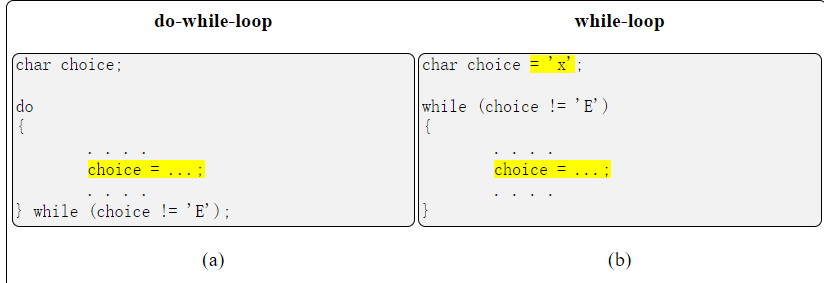 do-while-loop
char choice;
do
{
. . . .
choice = ...;
. . . .
} while (choice != 'E');
(a)
while-loop
char choice = 'x';
while (choice != 'E')
{
. . . .
choice = ...;
. . . .
}
(b)